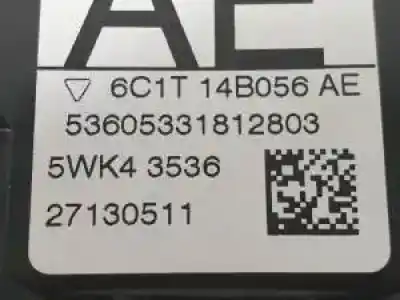 AE
▽ 6C1T 14B056 AE
53605331812803
5WK4 3536
27130511